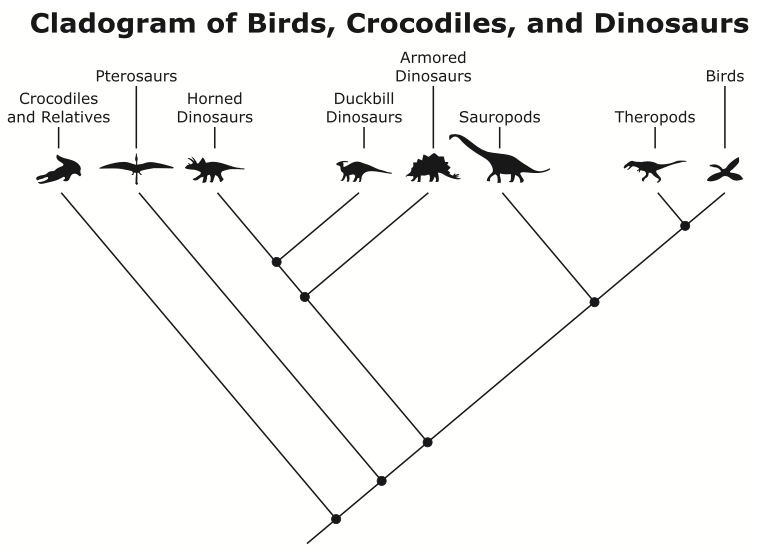 Cladogram of Birds, Crocodiles, and Dinosaurs
Crocodiles
and Relatives
Pterosaurs
Horned
Dinosaurs
Duckbill
Dinosaurs
Armored
Dinosaurs
Sauropods
Theropods
Birds